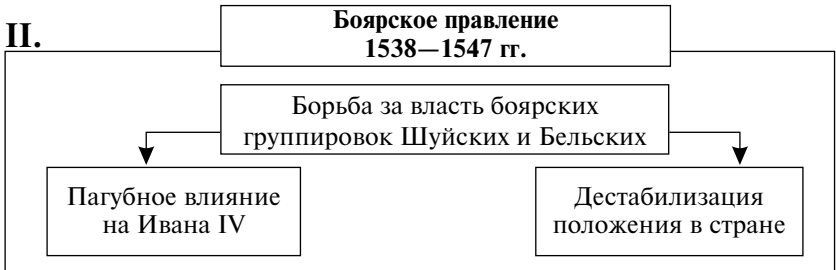 II.
Боярское правление
1538—1547 гг.
Борьба за власть боярских
группировок Шуйских и Бельских
Пагубное влияние
на Ивана IV
Дестабилизация
положения в стране